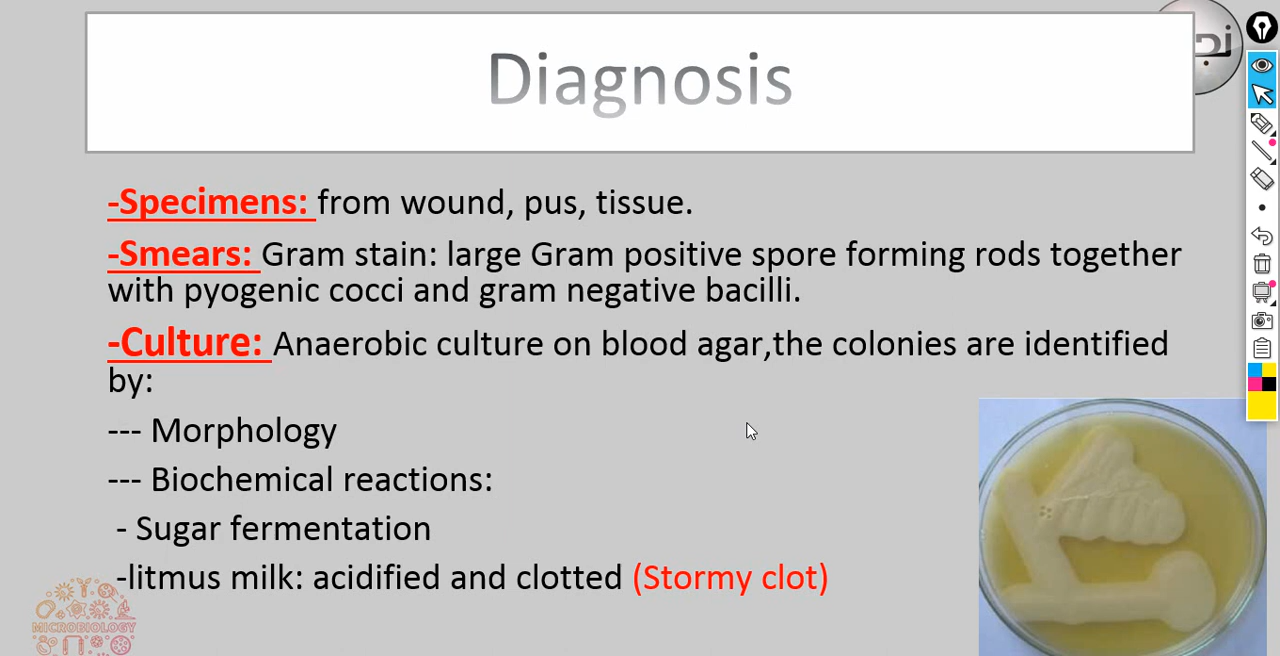 Diagnosis
-Specimens: from wound, pus, tissue.
-Smears: Gram stain: large Gram positive spore forming rods together
with pyogenic cocci and gram negative bacilli.
-Culture: Anaerobic culture on blood agar,the colonies are identified
by:
--- Morphology
--- Biochemical reactions:
- Sugar fermentation
-litmus milk: acidified and clotted (Stormy clot)
MICROBIOLOGY